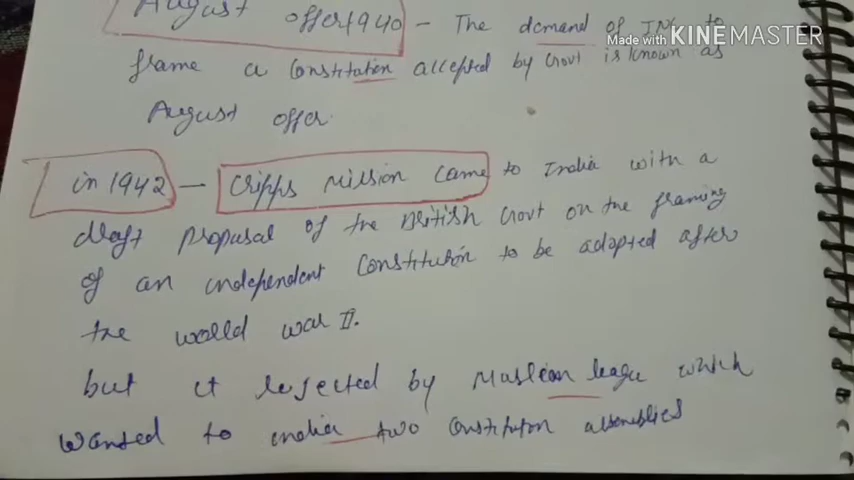 August offer 1940 - The demand of INC to
Made with KINEMASTER
frame a Constitution accepted by Govt is known as
August offer
in 1942 — Cripps Mission came to India with a
draft proposal of the British Govt on the framing
of an independent Constitution to be adopted after
the world war II.
but it rejected by Muslim league which
wanted to india two Constitution assemblies